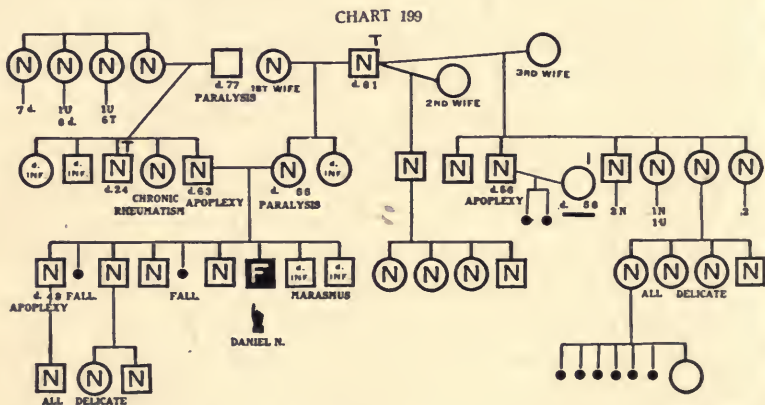 CHART 199
T
N N N N
d. 77
PARALYSIS
1ST WIFE
N
d. 61
2ND WIFE
3RD WIFE
7 d.
1U
6 d.
1U
6T
T
d. INF.
d. INF.
N
d. 24
N
CHRONIC
RHEUMATISM
N
d. 63
APOPLEXY
N
d. 66
PARALYSIS
d. INF.
N
N
N
d. 56
APOPLEXY
1
d. 56
N
2 N
N
1N
1U
N
N
.2
N
d. 49
APOPLEXY
FALL.
N
N
FALL.
N
F
d. INF.
d. INF.
MARASMUS
DANIEL N.
N N N N
N N N N
ALL DELICATE
N N N
ALL DELICATE